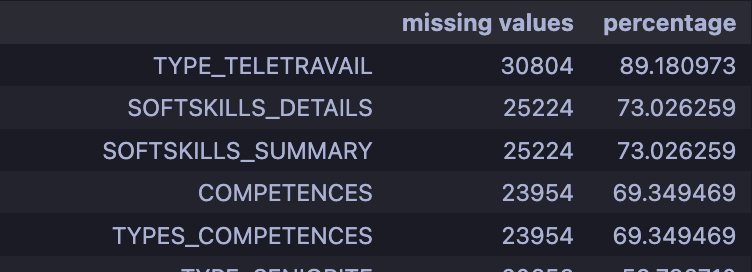 missing values percentage
TYPE_TELETRAVAIL 30804 89.180973
SOFTSKILLS_DETAILS 25224 73.026259
SOFTSKILLS_SUMMARY 25224 73.026259
COMPETENCES 23954 69.349469
TYPES_COMPETENCES 23954 69.349469